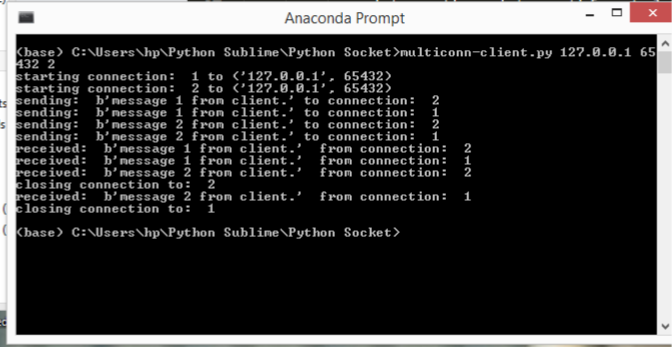 Anaconda Prompt
(base) C:\Users\hp\Python Sublime\Python Socket>multiconn-client.py 127.0.0.1 65
432 2
starting connection:  1 to ('127.0.0.1', 65432)
starting connection:  2 to ('127.0.0.1', 65432)
sending:  b'message 1 from client.' to connection:  2
sending:  b'message 1 from client.' to connection:  1
sending:  b'message 2 from client.' to connection:  2
sending:  b'message 2 from client.' to connection:  1
received:  b'message 1 from client.'  from connection:  2
received:  b'message 1 from client.'  from connection:  1
received:  b'message 2 from client.'  from connection:  2
closing connection to:  2
received:  b'message 2 from client.'  from connection:  1
closing connection to:  1
(base) C:\Users\hp\Python Sublime\Python Socket>